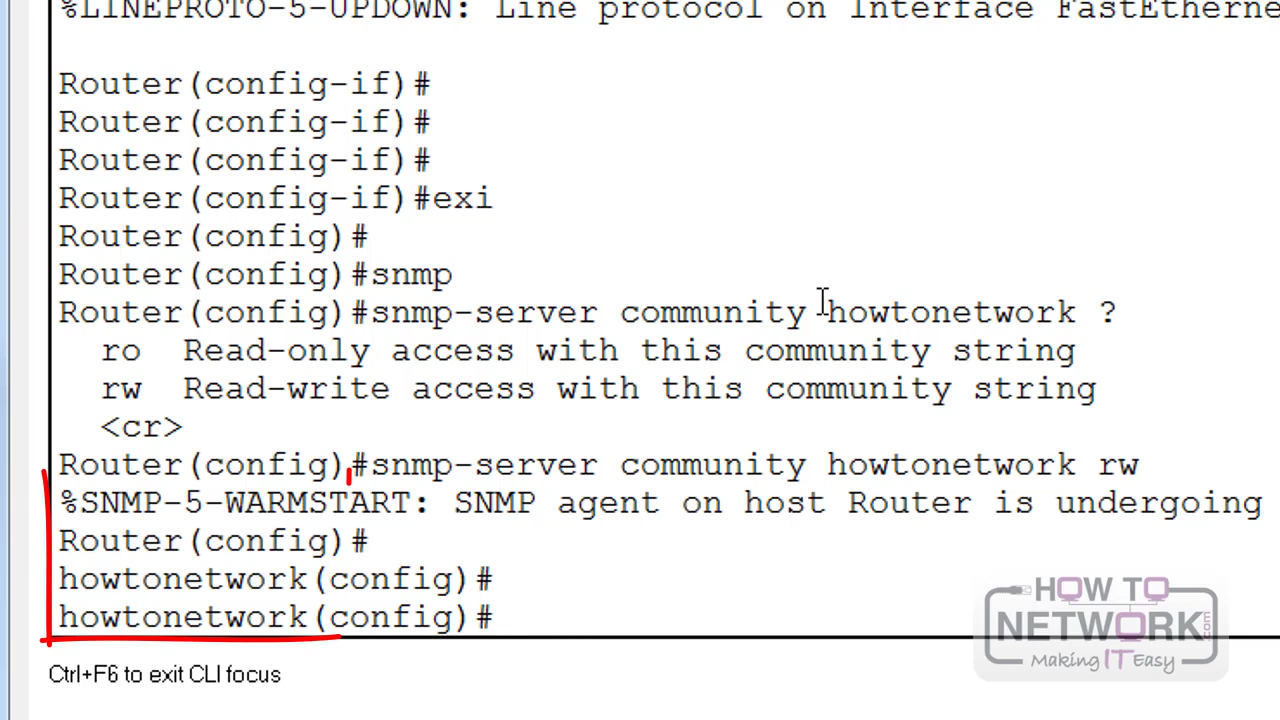 %LINEPROTO-5-UPDOWN: Line protocol on Interface FastEtherne
Router(config-if)#
Router(config-if)#
Router(config-if)#
Router(config-if)#exi
Router(config)#
Router(config)#snmp
Router(config)#snmp-server community howtonetwork ?
ro Read-only access with this community string
rw Read-write access with this community string
<cr>
Router(config)#snmp-server community howtonetwork rw
%SNMP-5-WARMSTART: SNMP agent on host Router is undergoing
Router(config)#
howtonetwork(config)#
howtonetwork(config)#
HOW TO
NETWORK.com
Making IT Easy
Ctrl+F6 to exit CLI focus